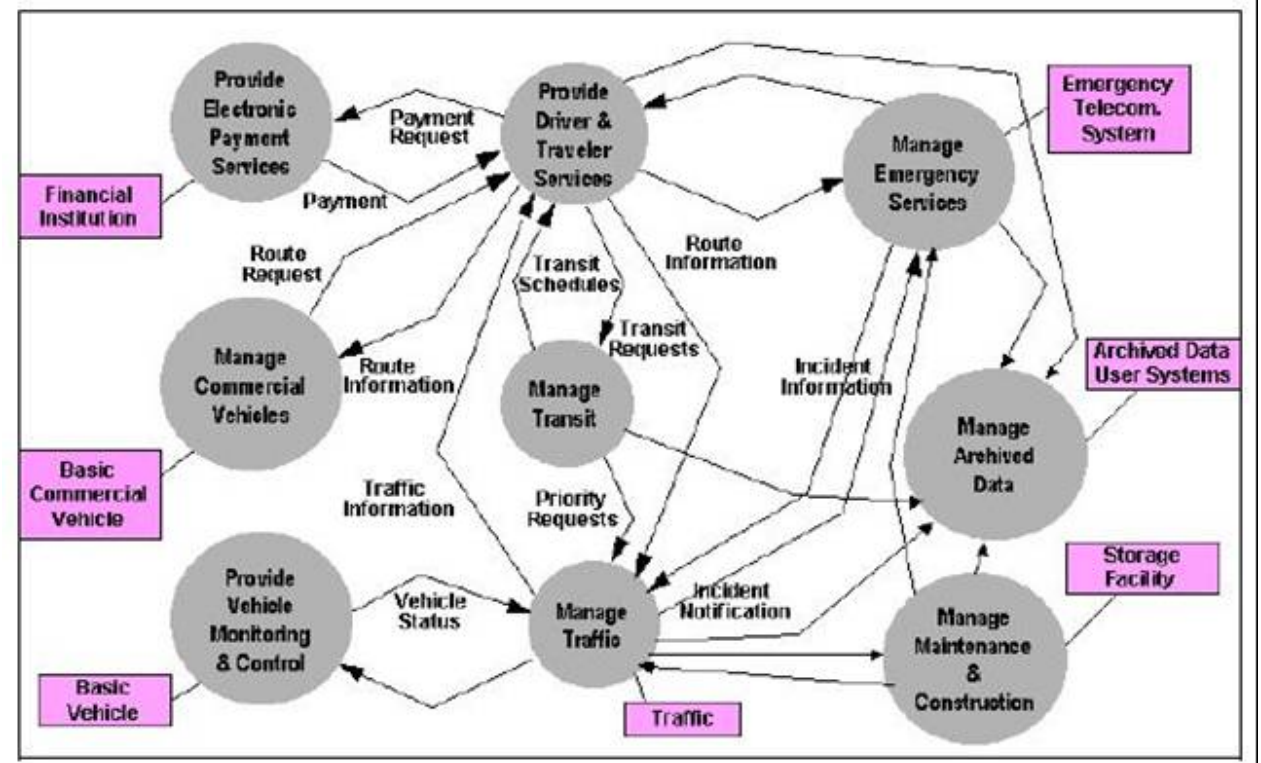 Provide
Electronic
Payment
Services
Payment
Request
Provide
Driver &
Traveler
Services
Emergency
Telecom.
System
Manage
Emergency
Services
Financial
Institution
Payment
Route
Request
Transit
Schedules
Route
Information
Manage
Commercial
Vehicles
Route
Information
Transit
Requests
Manage
Transit
Incident
Information
Archived Data
User Systems
Manage
Archived
Data
Basic
Commercial
Vehicle
Traffic
Information
Priority
Requests
Storage
Facility
Provide
Vehicle
Monitoring
& Control
Vehicle
Status
Manage
Traffic
Incident
Notification
Manage
Maintenance
&
Construction
Basic
Vehicle
Traffic